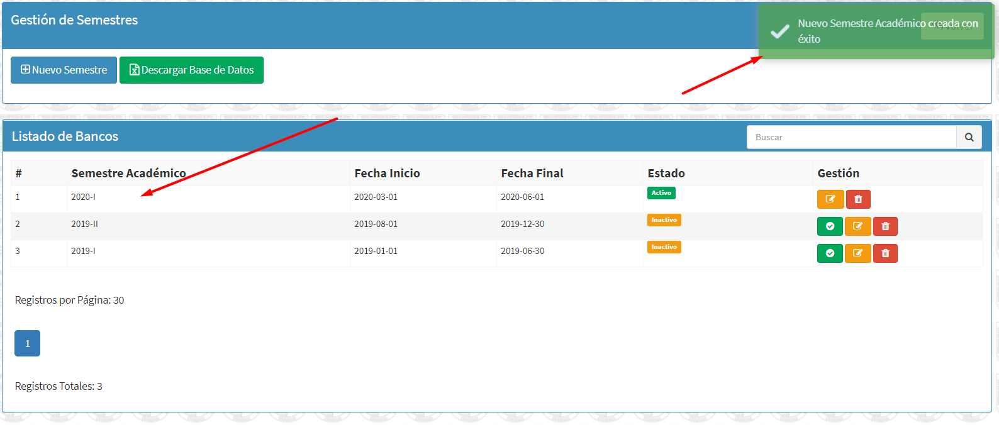 Gestión de Semestres
Nuevo Semestre Académico creada con
éxito
Volver
Nuevo Semestre
Descargar Base de Datos
Listado de Bancos
Buscar
# Semestre Académico Fecha Inicio Fecha Final Estado Gestión
1 2020-I 2020-03-01 2020-06-01 Activo
2 2019-II 2019-08-01 2019-12-30 Inactivo
3 2019-I 2019-01-01 2019-06-30 Inactivo
Registros por Página: 30
1
Registros Totales: 3